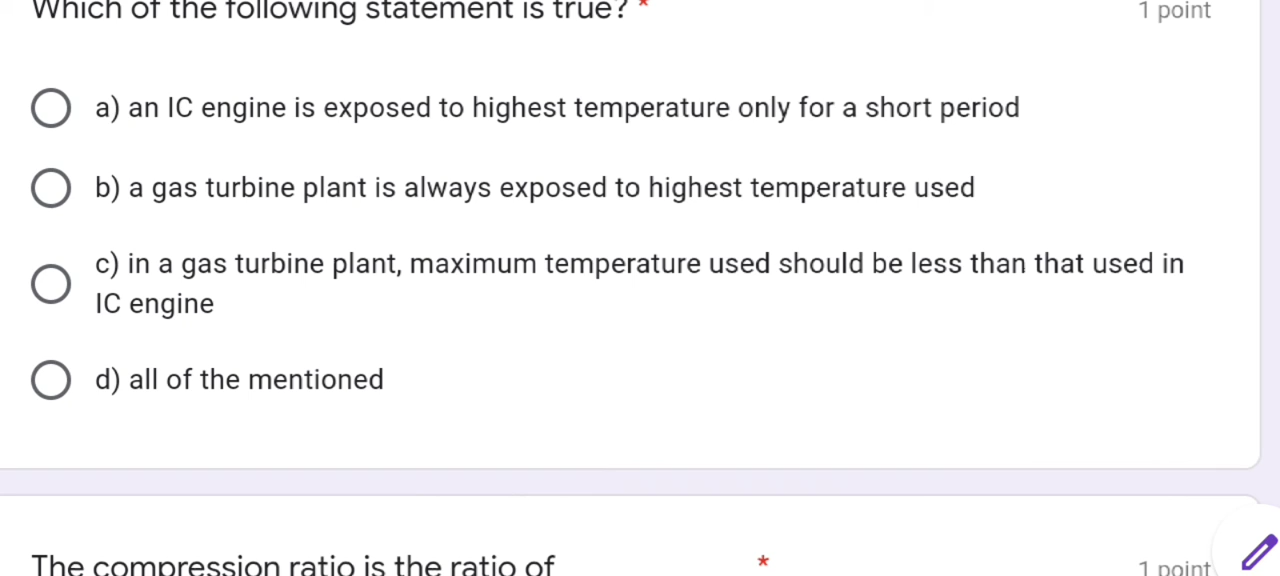 Which of the following statement is true? *
1 point
a) an IC engine is exposed to highest temperature only for a short period
b) a gas turbine plant is always exposed to highest temperature used
c) in a gas turbine plant, maximum temperature used should be less than that used in
IC engine
d) all of the mentioned
The compression ratio is the ratio of *
1 point